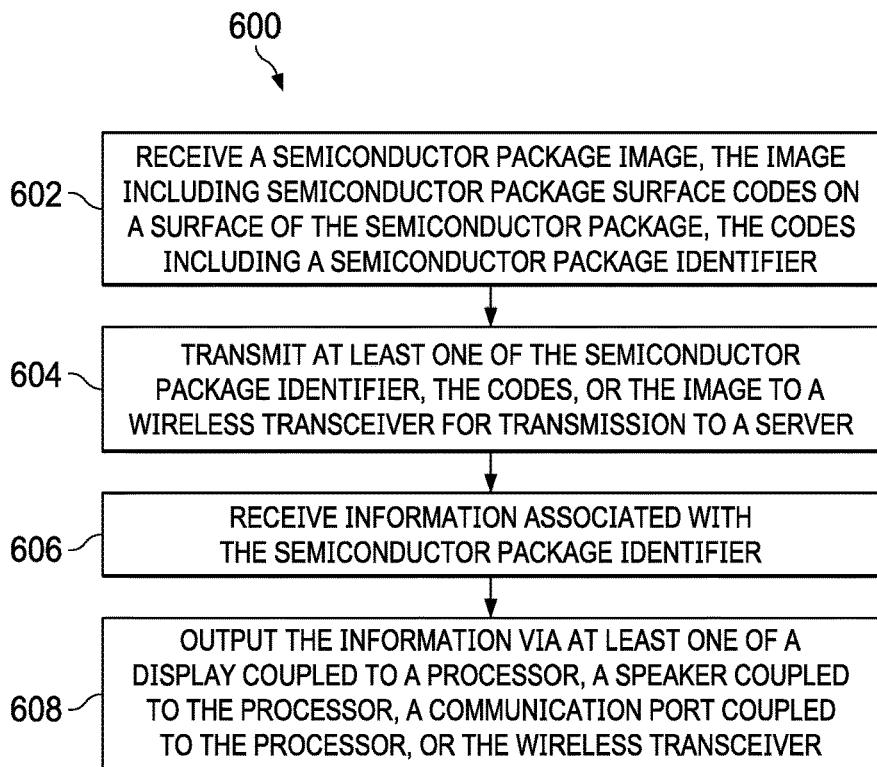 600
602
RECEIVE A SEMICONDUCTOR PACKAGE IMAGE, THE IMAGE
INCLUDING SEMICONDUCTOR PACKAGE SURFACE CODES ON
A SURFACE OF THE SEMICONDUCTOR PACKAGE, THE CODES
INCLUDING A SEMICONDUCTOR PACKAGE IDENTIFIER
604
TRANSMIT AT LEAST ONE OF THE SEMICONDUCTOR
PACKAGE IDENTIFIER, THE CODES, OR THE IMAGE TO A
WIRELESS TRANSCEIVER FOR TRANSMISSION TO A SERVER
606
RECEIVE INFORMATION ASSOCIATED WITH
THE SEMICONDUCTOR PACKAGE IDENTIFIER
608
OUTPUT THE INFORMATION VIA AT LEAST ONE OF A
DISPLAY COUPLED TO A PROCESSOR, A SPEAKER COUPLED
TO THE PROCESSOR, A COMMUNICATION PORT COUPLED
TO THE PROCESSOR, OR THE WIRELESS TRANSCEIVER